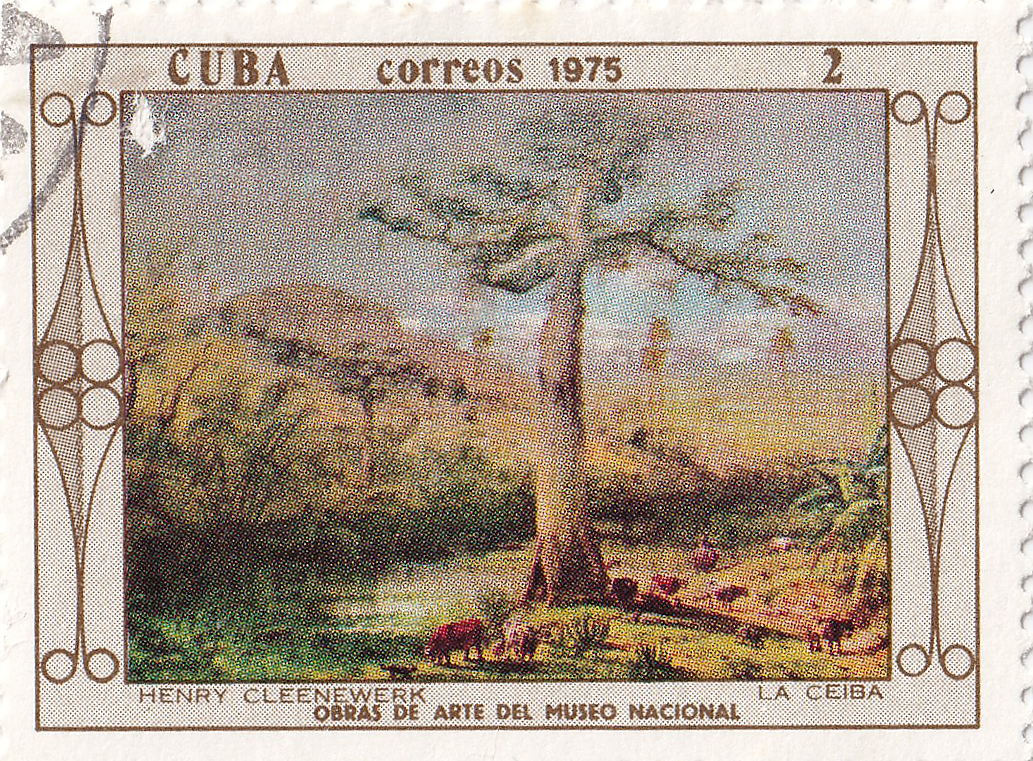 CUBA correos 1975 2
HENRY CLEENEWERK LA CEIBA
OBRAS DE ARTE DEL MUSEO NACIONAL